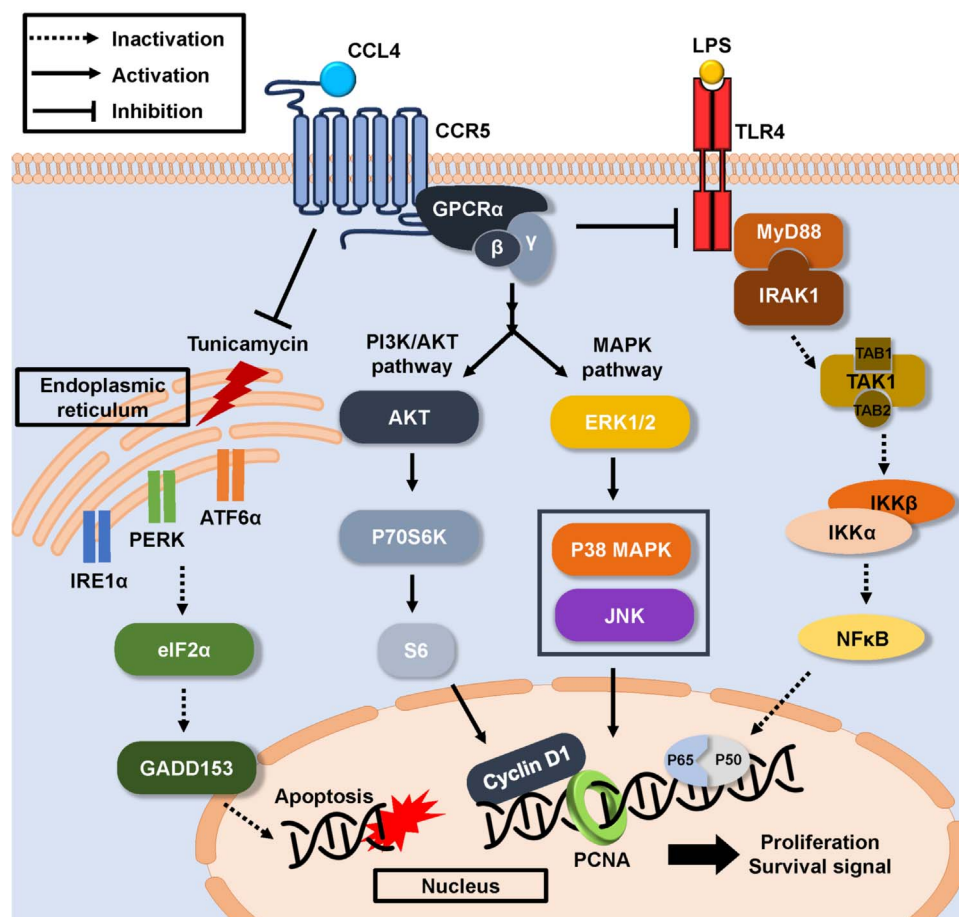 Inactivation
Activation
Inhibition
CCL4
CCR5
LPS
TLR4
GPCRα
β
γ
MyD88
IRAK1
Tunicamycin
Endoplasmic
reticulum
PI3K/AKT
pathway
MAPK
pathway
TAB1
TAK1
TAB2
AKT
ERK1/2
ATF6α
PERK
IRE1α
P70S6K
P38 MAPK
JNK
IKKβ
IKKα
eIF2α
S6
NFκB
GADD153
Apoptosis
Cyclin D1
P65
P50
PCNA
Proliferation
Survival signal
Nucleus